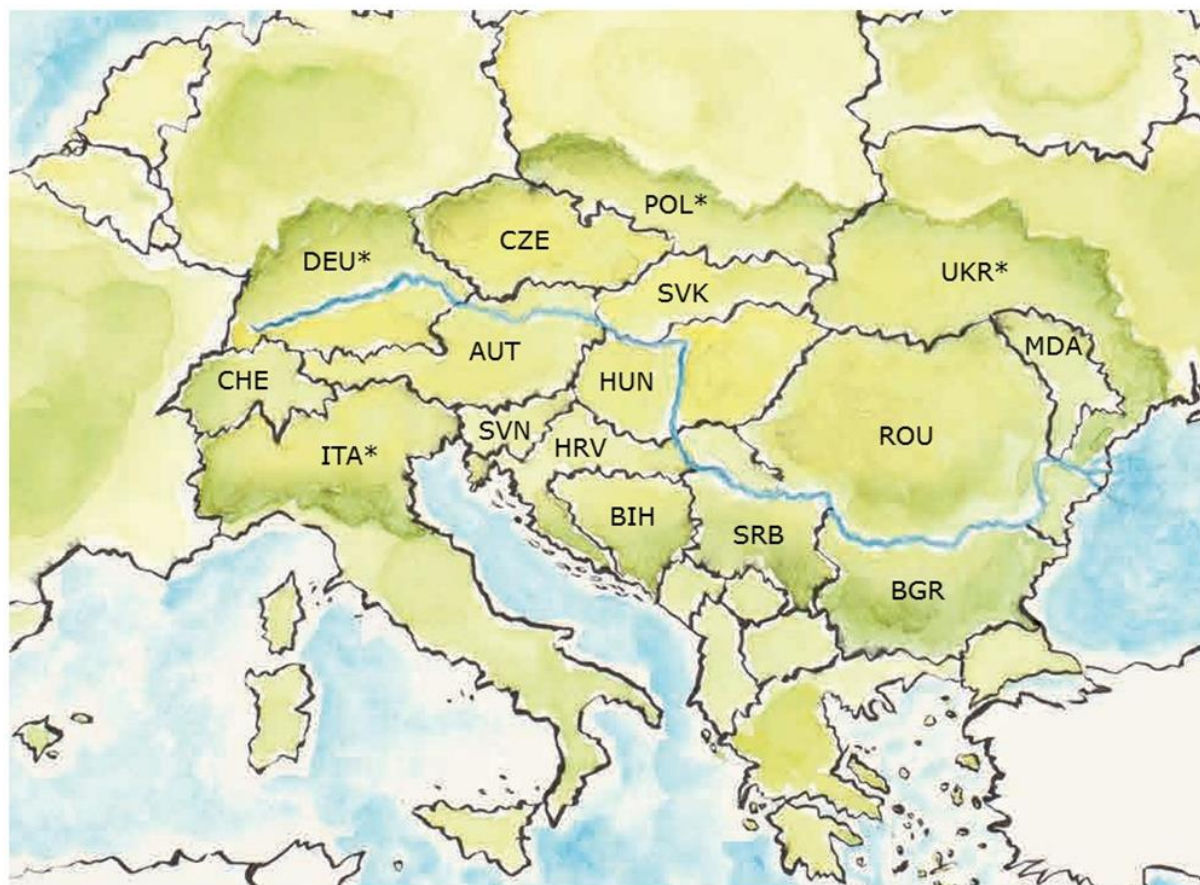 POL*
CZE
DEU*
UKR*
SVK
MDA
AUT
CHE
HUN
SVN
ROU
HRV
ITA*
BIH
SRB
BGR